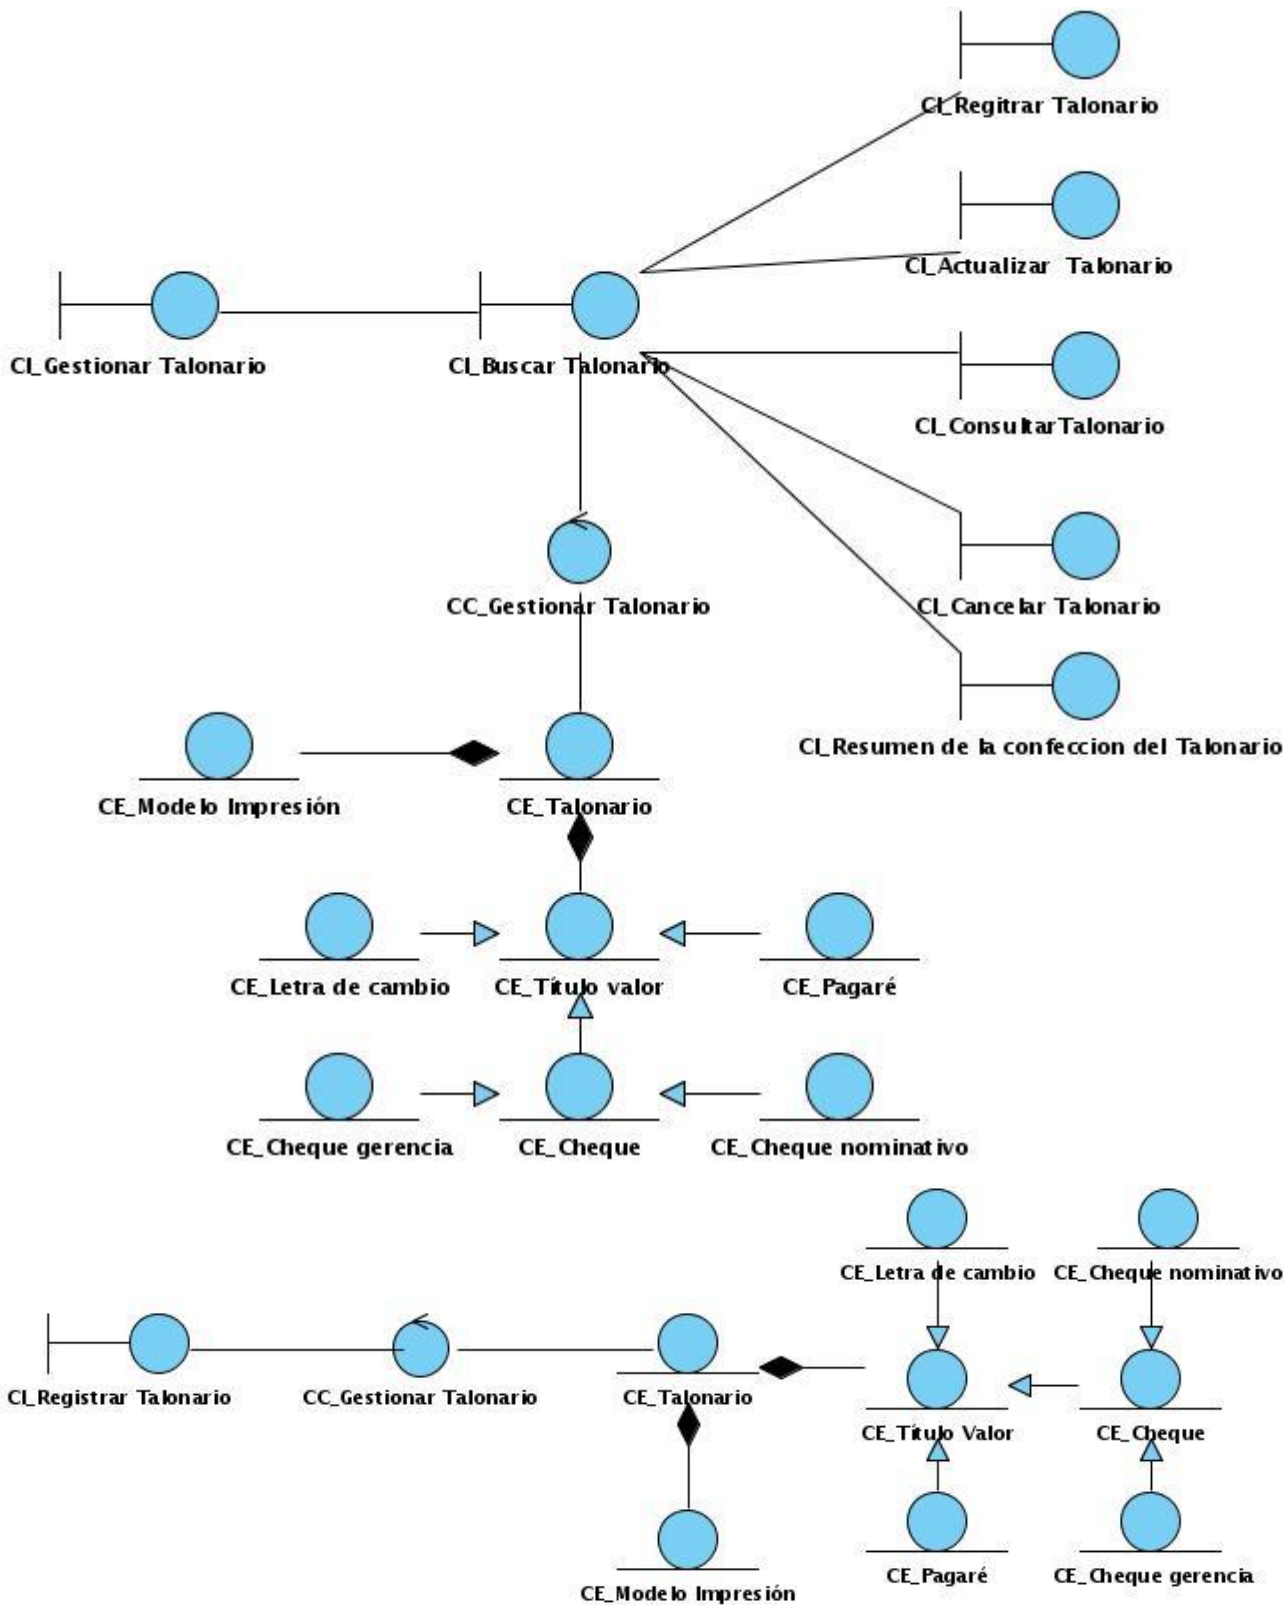 CI_Regitrar Talonario
CI_Actualizar Talonario
CI_Gestionar Talonario
CI_Buscar Talonario
CI_ConsultarTalonario
CC_Gestionar Talonario
CI_Cancelar Talonario
CI_Resumen de la confeccion del Talonario
CE_Modelo Impresión
CE_Talonario
CE_Letra de cambio
CE_Título valor
CE_Pagaré
CE_Cheque gerencia
CE_Cheque
CE_Cheque nominativo
CE_Letra de cambio
CE_Cheque nominativo
CI_Registrar Talonario
CC_Gestionar Talonario
CE_Talonario
CE_Título Valor
CE_Cheque
CE_Modelo Impresión
CE_Pagaré
CE_Cheque gerencia